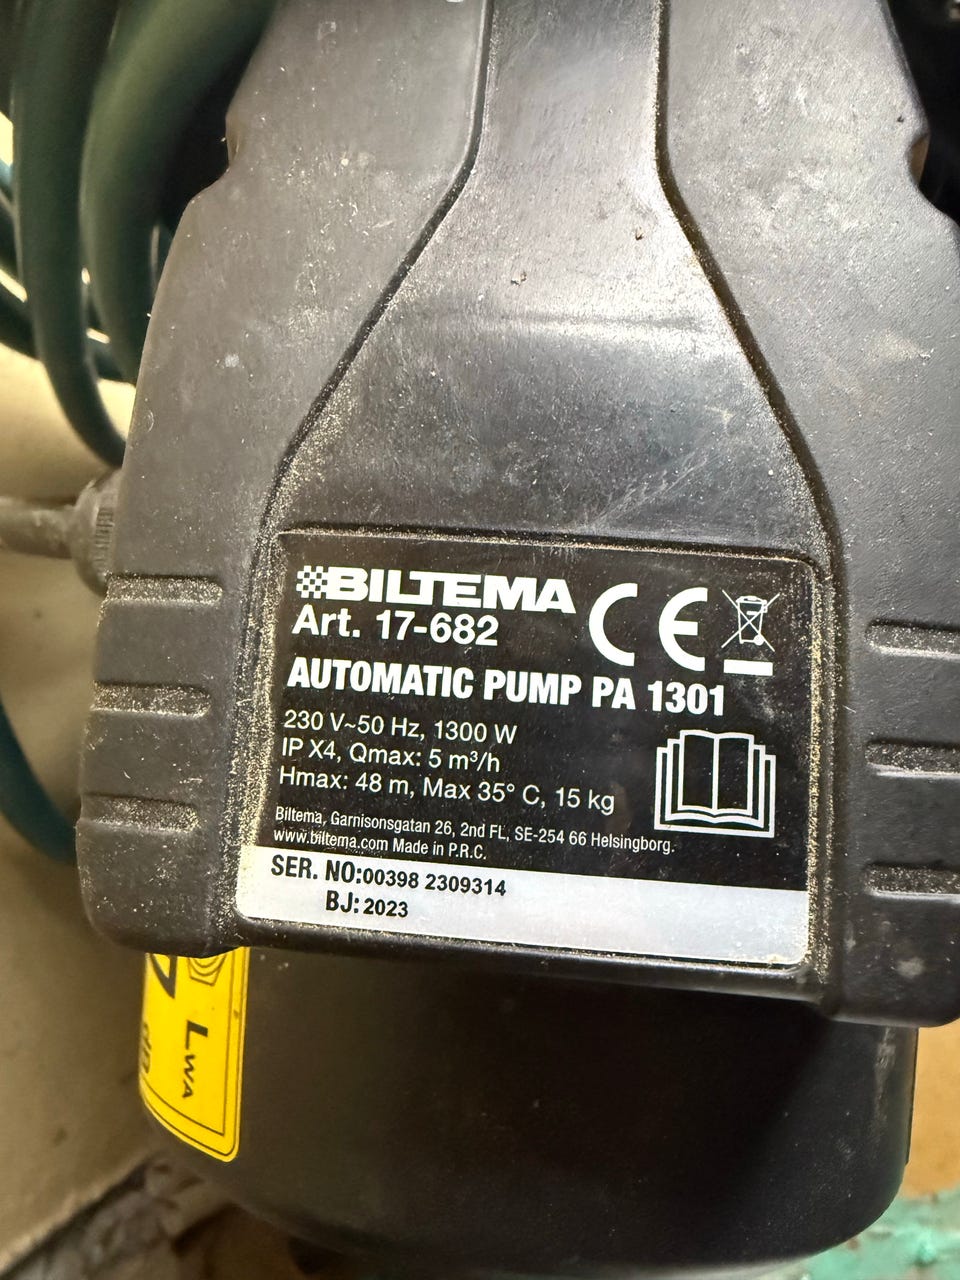 BILTEMA
Art. 17-682
CE
AUTOMATIC PUMP PA 1301
230 V~50 Hz, 1300 W
IP X4, Qmax: 5 m³/h
Hmax: 48 m, Max 35° C, 15 kg
Biltema, Garnisonsgatan 26, 2nd FL, SE-254 66 Helsingborg.
www.biltema.com Made in P.R.C.
SER. NO:00398 2309314
BJ: 2023
LWA
dB